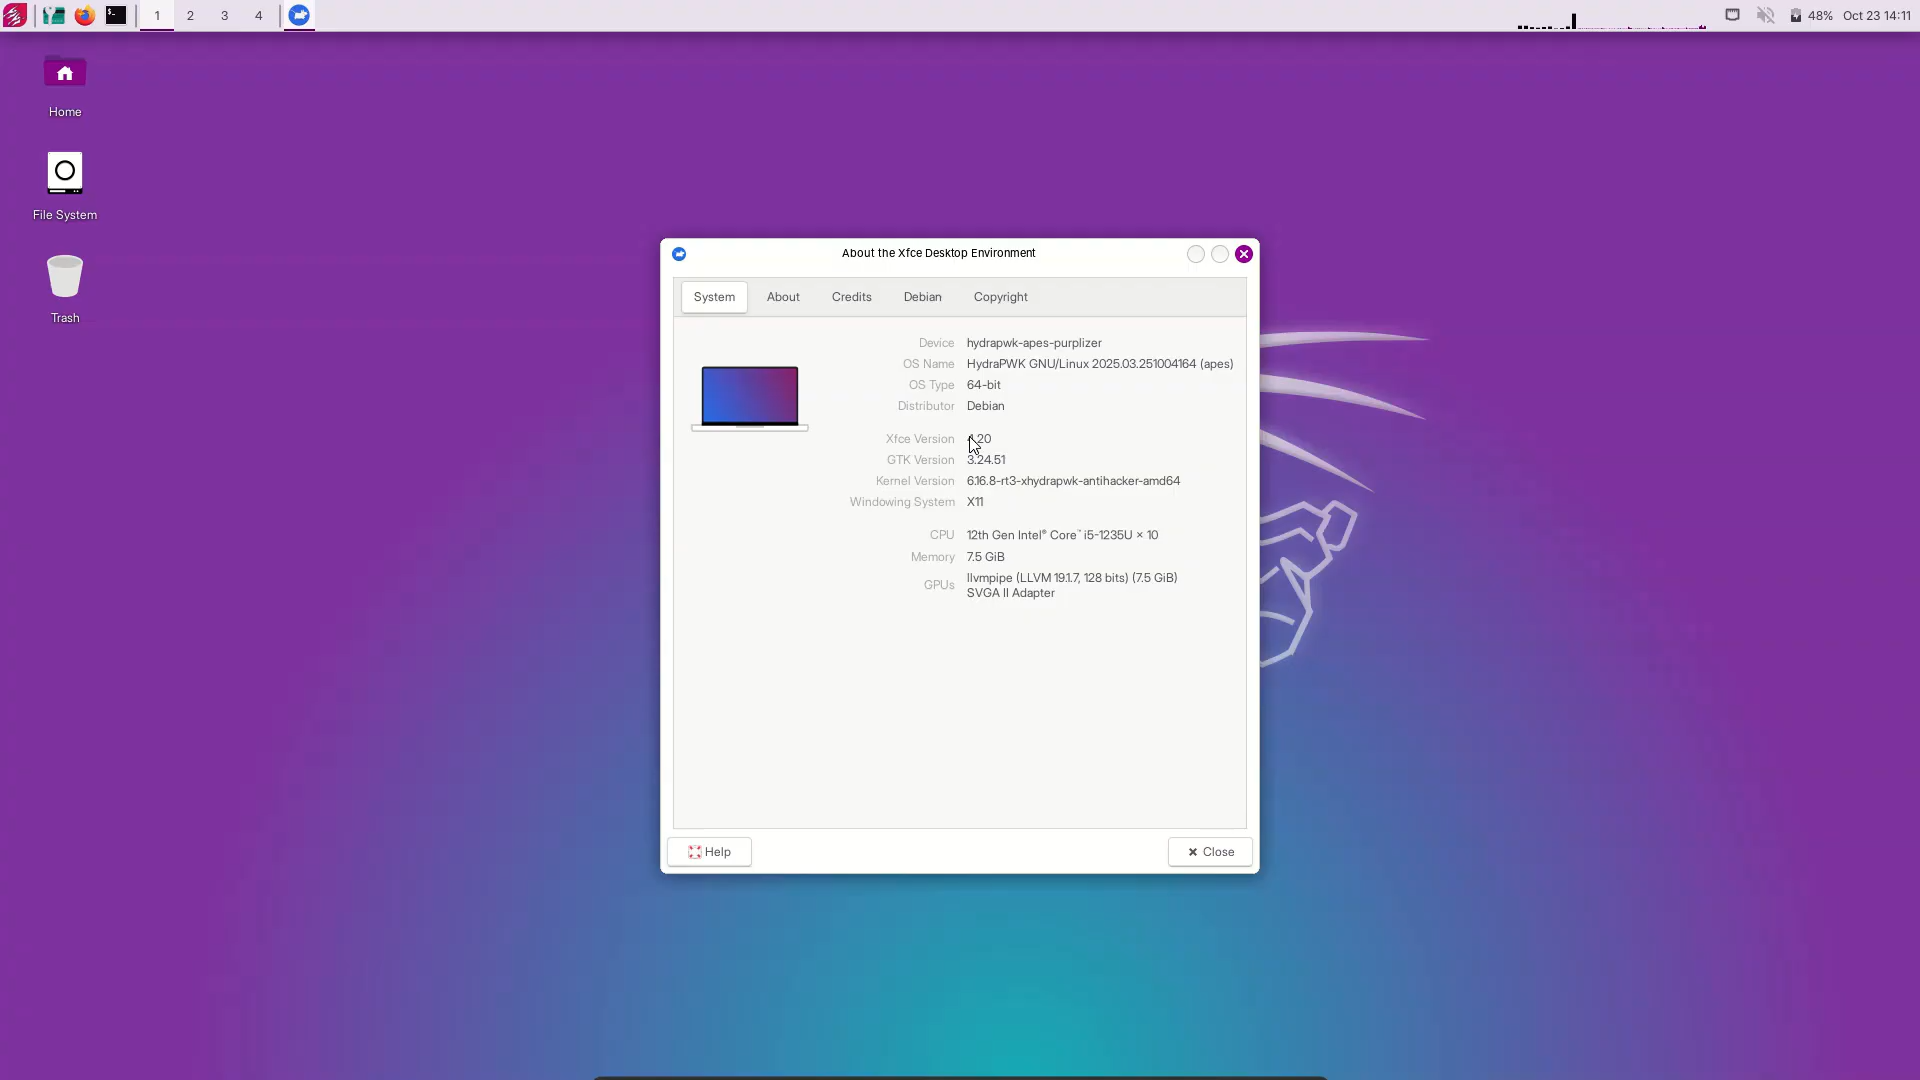 1 2 3 4
48% Oct 23 14:11
Home
File System
Trash
About the Xfce Desktop Environment
System About Credits Debian Copyright
Device hydrapwk-apes-purplizer
OS Name HydraPWK GNU/Linux 2025.03.251004164 (apes)
OS Type 64-bit
Distributor Debian
Xfce Version .20
GTK Version 3.24.51
Kernel Version 6.16.8-rt3-xhydrapwk-antihacker-amd64
Windowing System X11
CPU 12th Gen Intel® Core™ i5-1235U × 10
Memory 7.5 GiB
GPUs llvmpipe (LLVM 19.1.7, 128 bits) (7.5 GiB)
SVGA II Adapter
Help Close